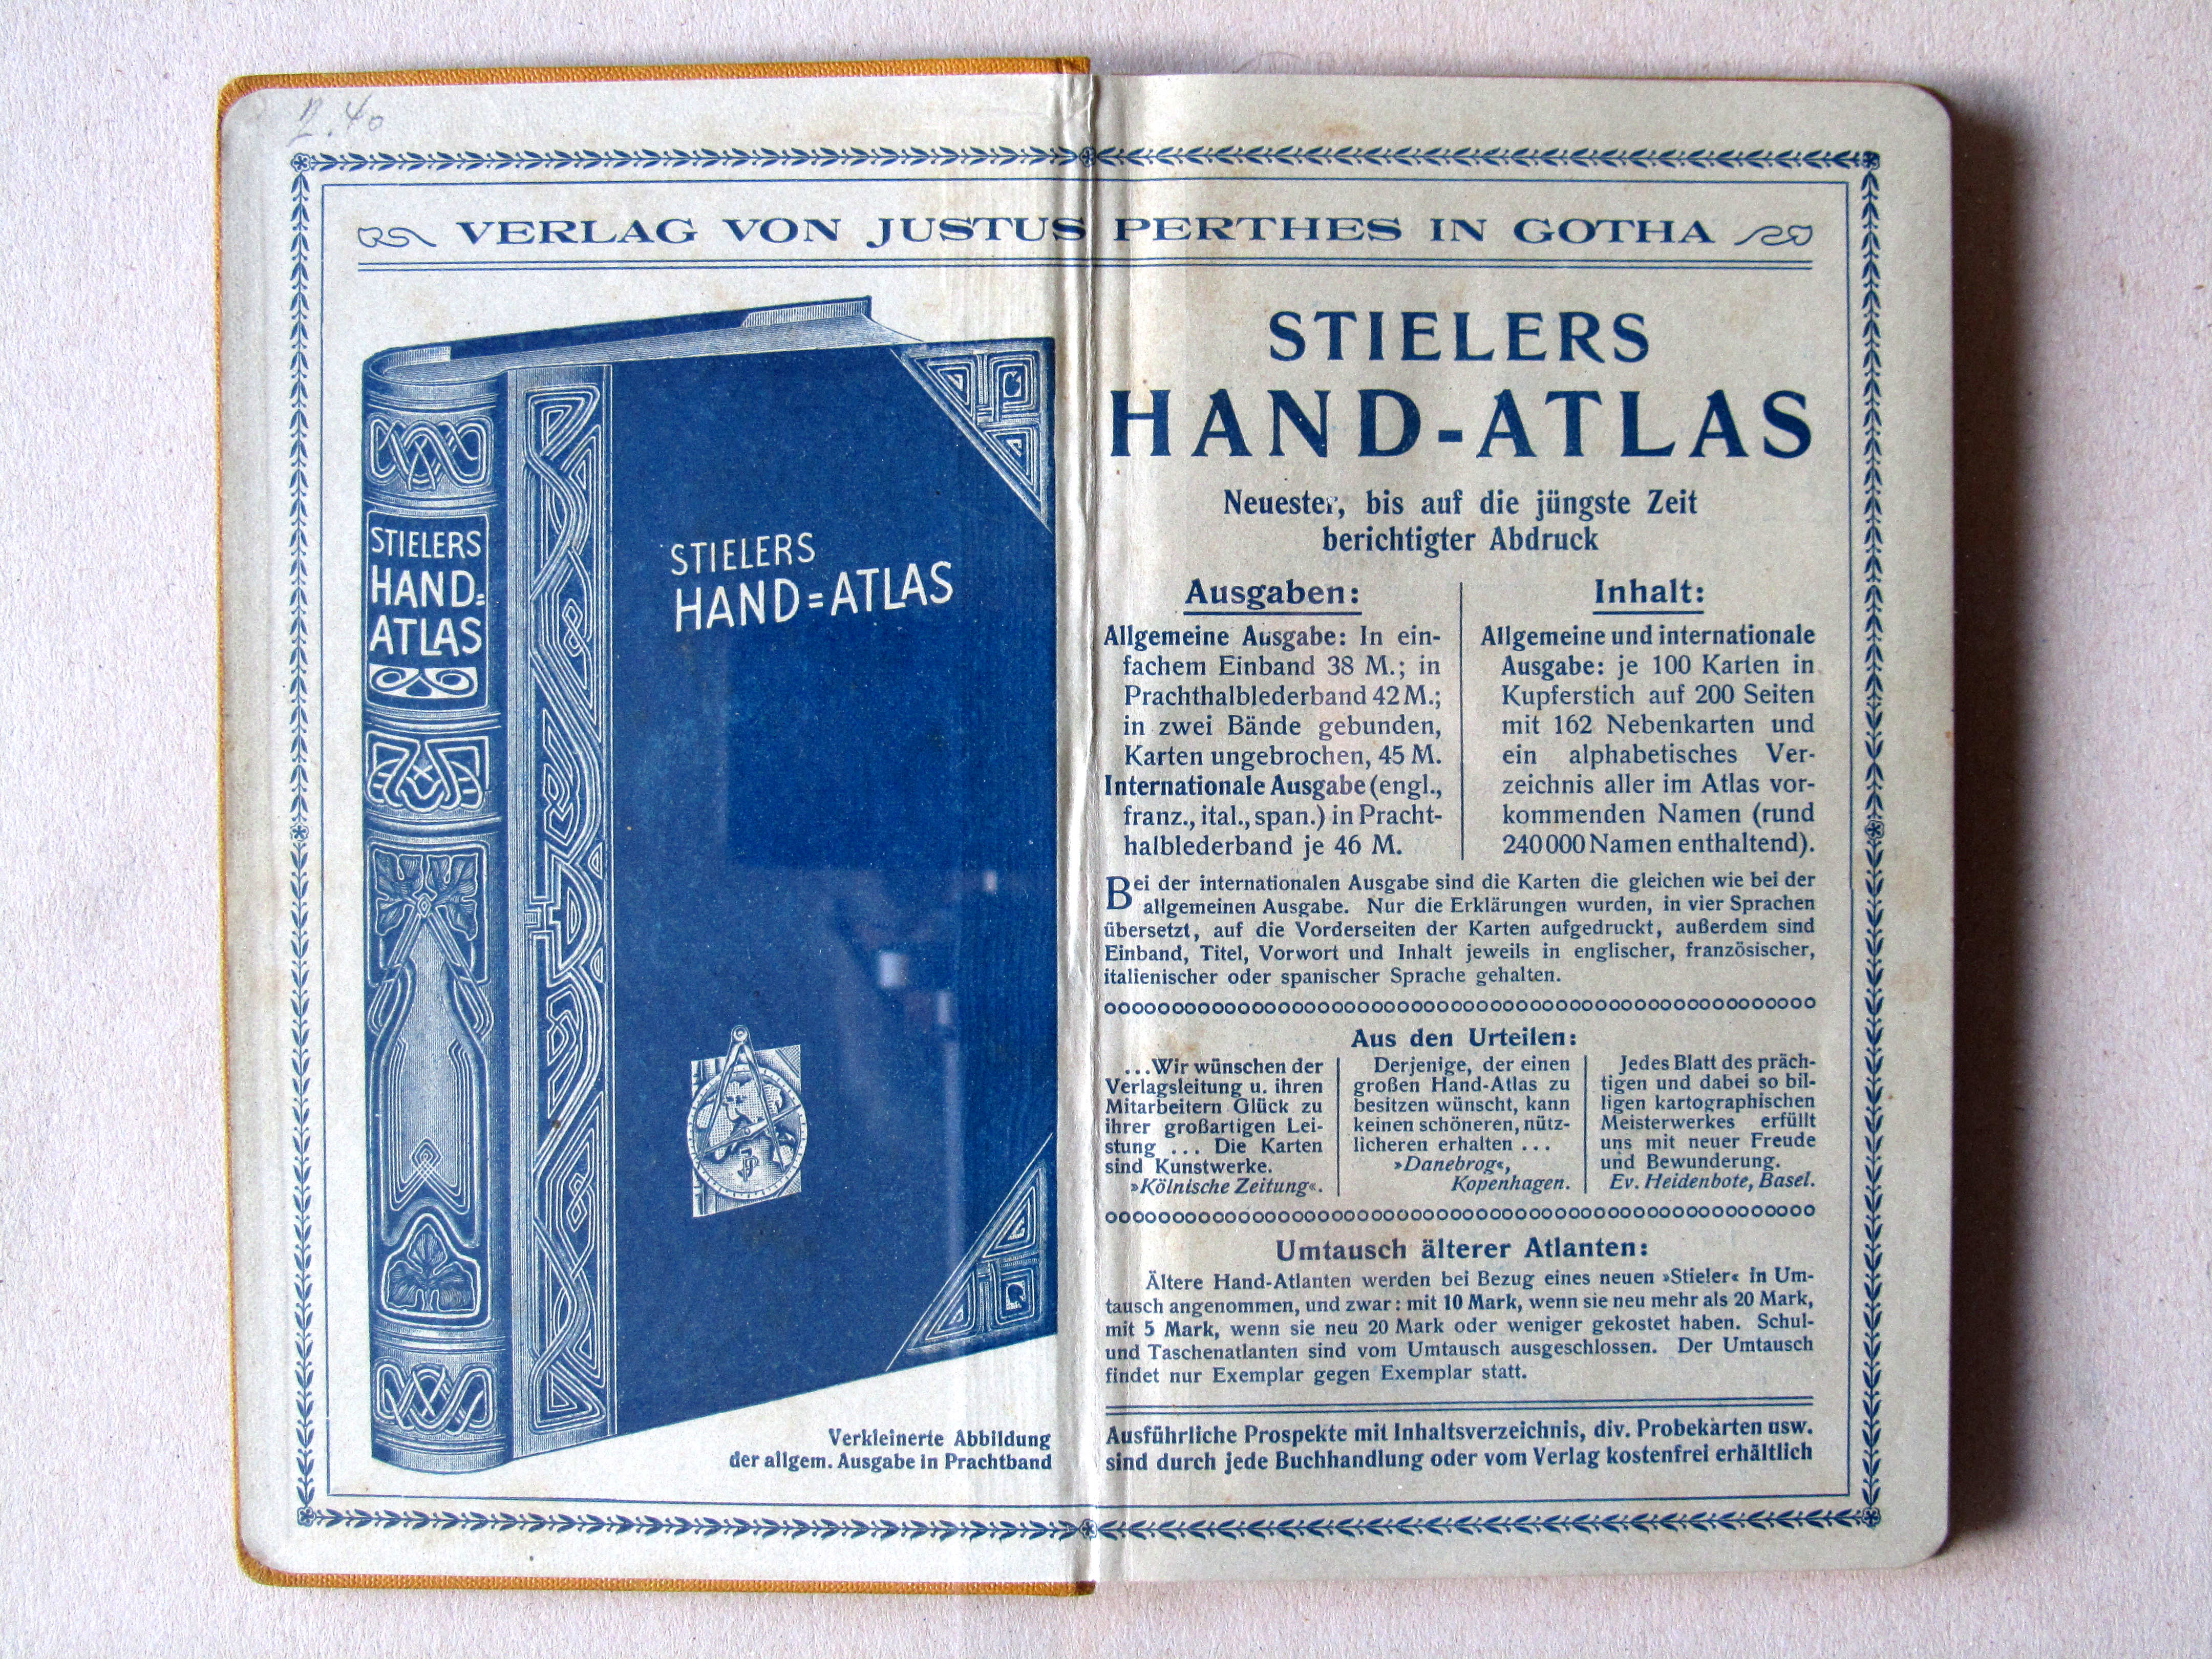 2.40
VERLAG VON JUSTUS PERTHES IN GOTHA
STIELERS
HAND=
ATLAS
STIELERS
HAND=ATLAS
JP
Verkleinerte Abbildung
der allgem. Ausgabe in Prachtband
STIELERS
HAND-ATLAS
Neuester, bis auf die jüngste Zeit
berichtigter Abdruck
Ausgaben:
Allgemeine Ausgabe: In ein-
fachem Einband 38 M.; in
Prachthalblederband 42 M.;
in zwei Bände gebunden,
Karten ungebrochen, 45 M.
Internationale Ausgabe (engl.,
franz., ital., span.) in Pracht-
halblederband je 46 M.
Inhalt:
Allgemeine und internationale
Ausgabe: je 100 Karten in
Kupferstich auf 200 Seiten
mit 162 Nebenkarten und
ein alphabetisches Ver-
zeichnis aller im Atlas vor-
kommenden Namen (rund
240 000 Namen enthaltend).
Bei der internationalen Ausgabe sind die Karten die gleichen wie bei der
allgemeinen Ausgabe. Nur die Erklärungen wurden, in vier Sprachen
übersetzt, auf die Vorderseiten der Karten aufgedruckt, außerdem sind
Einband, Titel, Vorwort und Inhalt jeweils in englischer, französischer,
italienischer oder spanischer Sprache gehalten.
Aus den Urteilen:
...Wir wünschen der
Verlagsleitung u. ihren
Mitarbeitern Glück zu
ihrer großartigen Lei-
stung ... Die Karten
sind Kunstwerke.
»Kölnische Zeitung«.
Derjenige, der einen
großen Hand-Atlas zu
besitzen wünscht, kann
keinen schöneren, nütz-
licheren erhalten ...
»Danebrog«,
Kopenhagen.
Jedes Blatt des präch-
tigen und dabei so bil-
ligen kartographischen
Meisterwerkes erfüllt
uns mit neuer Freude
und Bewunderung.
Ev. Heidenbote, Basel.
Umtausch älterer Atlanten:
Ältere Hand-Atlanten werden bei Bezug eines neuen »Stieler« in Um-
tausch angenommen, und zwar: mit 10 Mark, wenn sie neu mehr als 20 Mark,
mit 5 Mark, wenn sie neu 20 Mark oder weniger gekostet haben. Schul-
und Taschenatlanten sind vom Umtausch ausgeschlossen. Der Umtausch
findet nur Exemplar gegen Exemplar statt.
Ausführliche Prospekte mit Inhaltsverzeichnis, div. Probekarten usw.
sind durch jede Buchhandlung oder vom Verlag kostenfrei erhältlich